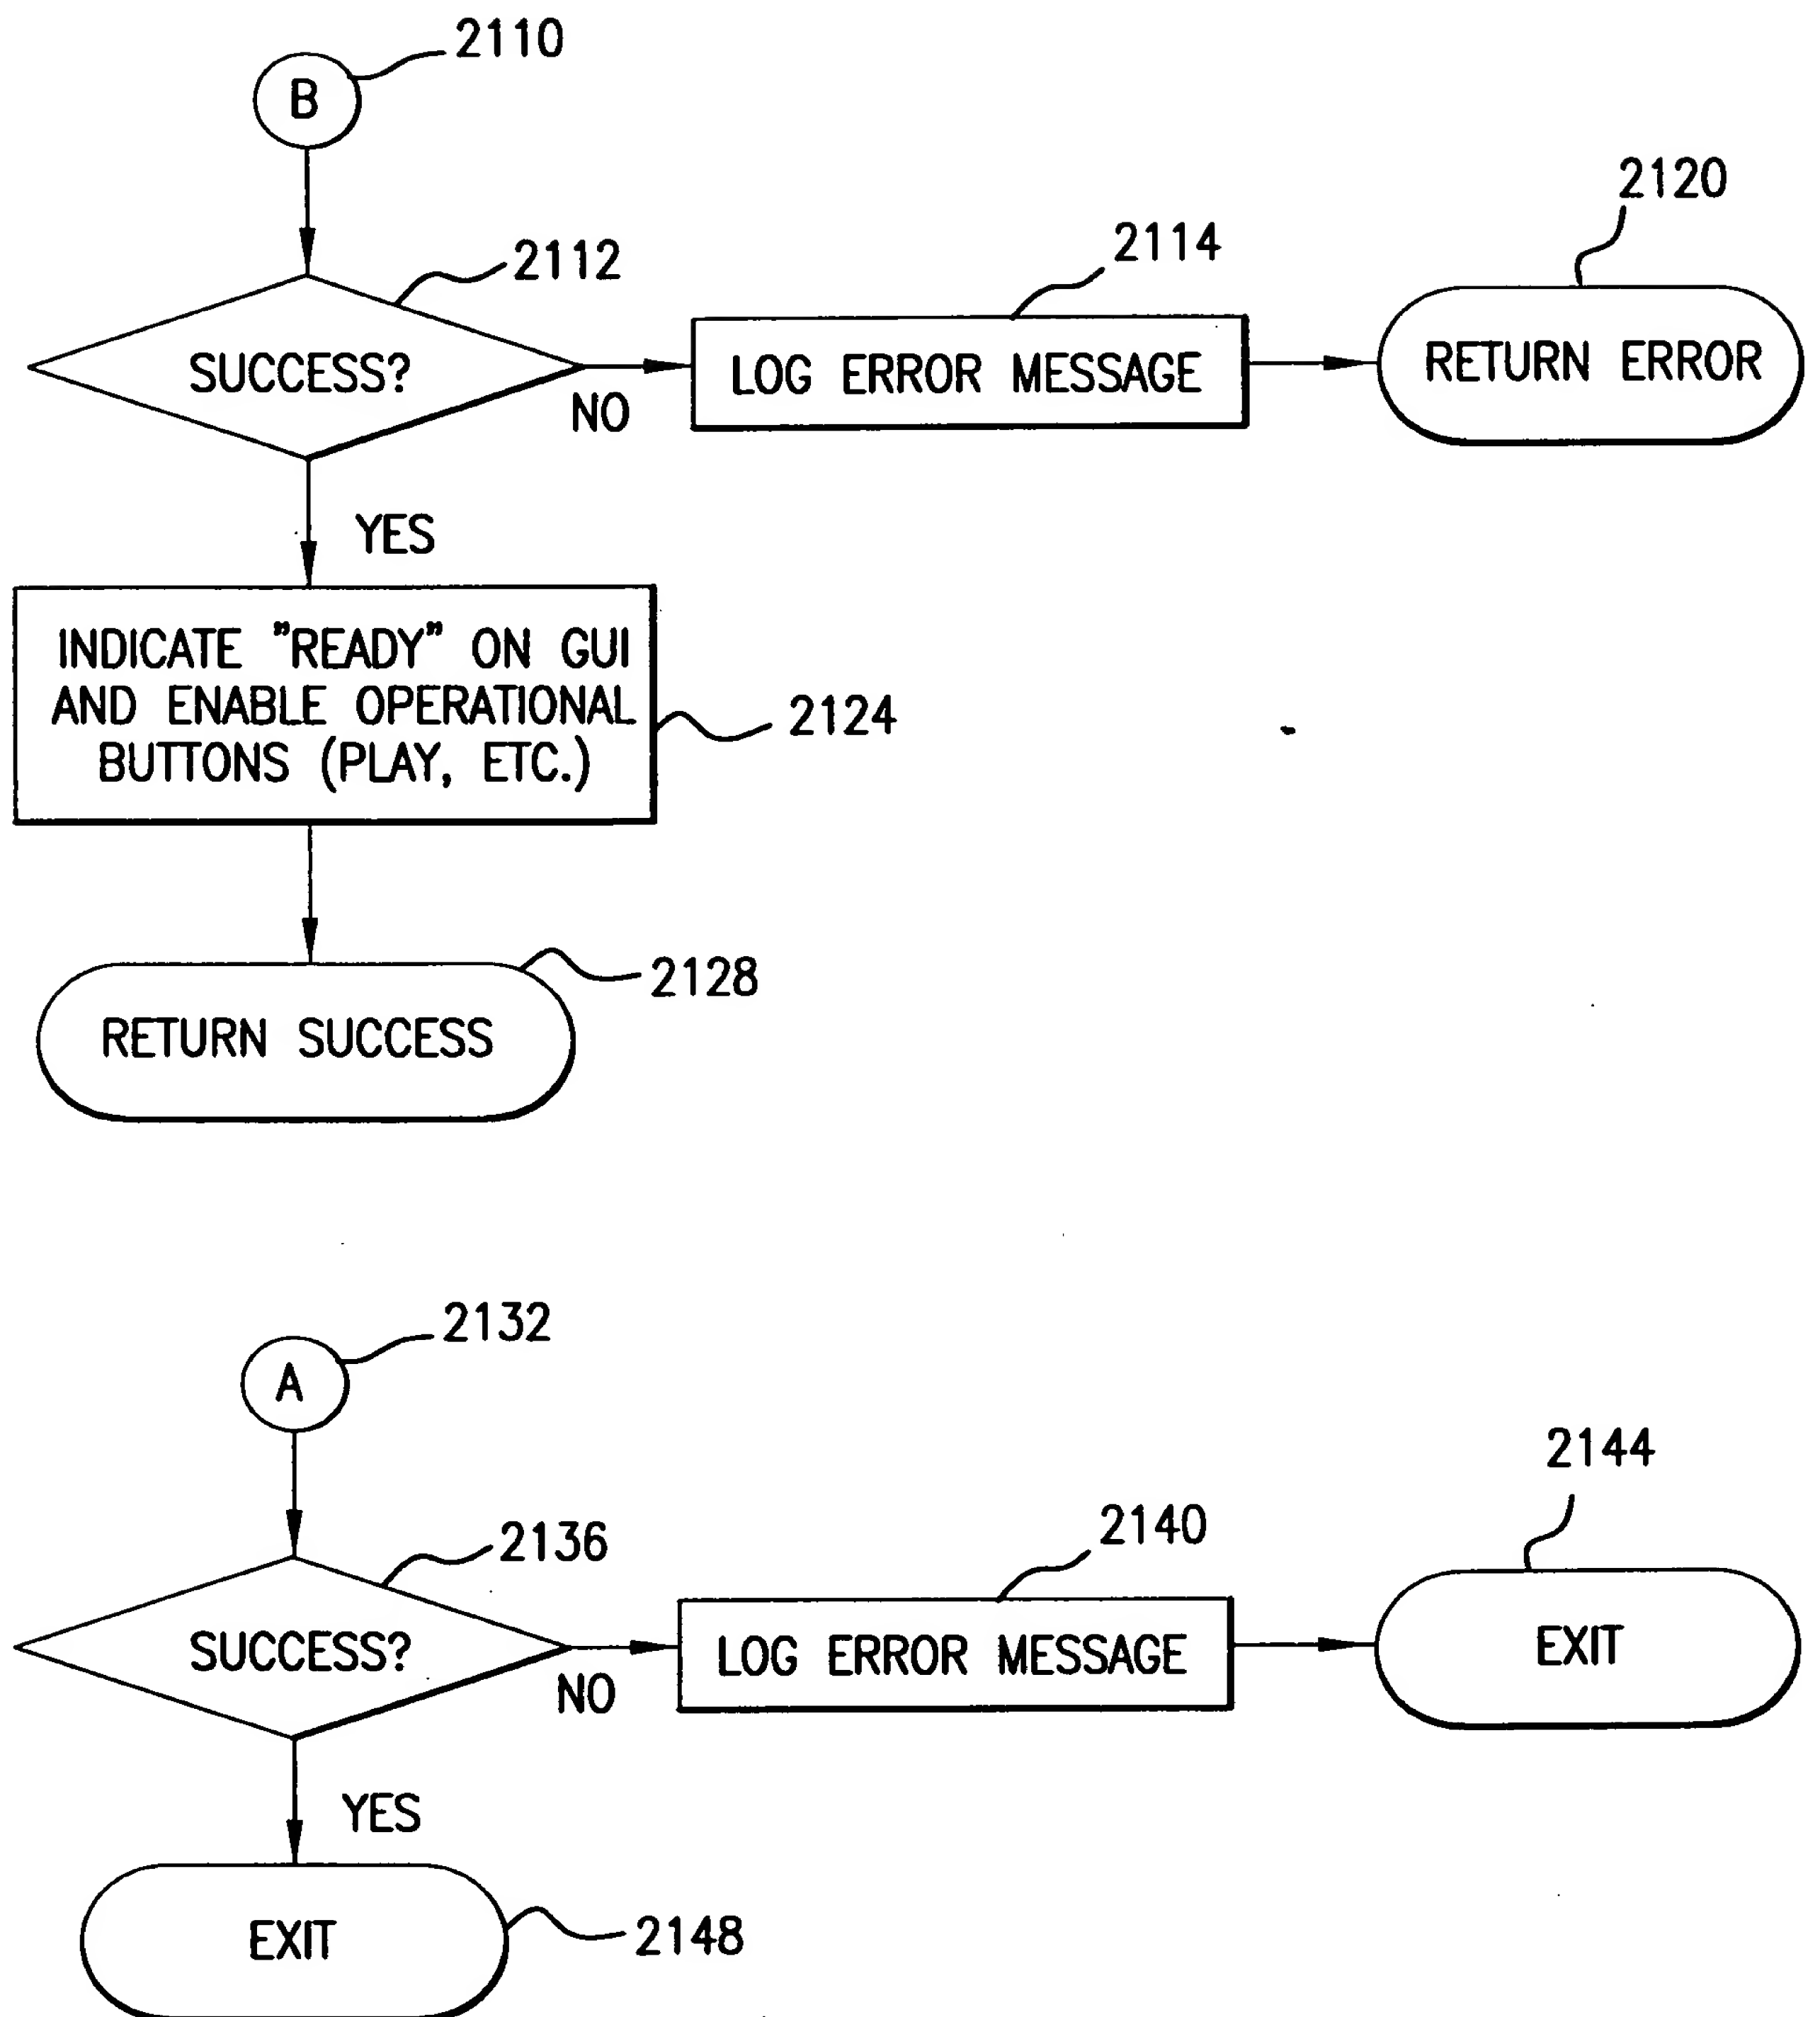 2110
B
2120
2112
2114
SUCCESS?
LOG ERROR MESSAGE
RETURN ERROR
NO
YES
INDICATE "READY" ON GUI
AND ENABLE OPERATIONAL
BUTTONS (PLAY, ETC.)
2124
2128
RETURN SUCCESS
2132
A
2144
2136
2140
SUCCESS?
LOG ERROR MESSAGE
EXIT
NO
YES
EXIT
2148